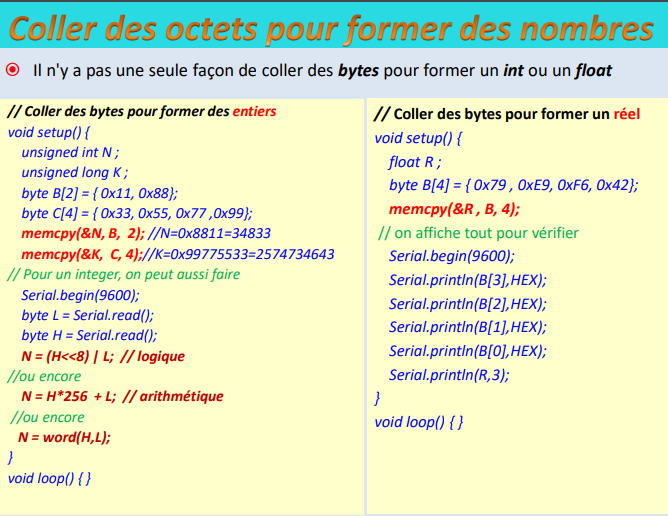 Coller des octets pour former des nombres
Il n'y a pas une seule façon de coller des bytes pour former un int ou un float
// Coller des bytes pour former des entiers
void setup() {
unsigned int N ;
unsigned long K ;
byte B[2] = { 0x11, 0x88};
byte C[4] = { 0x33, 0x55, 0x77 ,0x99};
memcpy(&N, B, 2); //N=0x8811=34833
memcpy(&K, C, 4);//K=0x99775533=2574734643
// Pour un integer, on peut aussi faire
Serial.begin(9600);
byte L = Serial.read();
byte H = Serial.read();
N = (H<<8) | L; // logique
//ou encore
N = H*256 + L; // arithmétique
//ou encore
N = word(H,L);
}
void loop() { }
// Coller des bytes pour former un réel
void setup() {
float R ;
byte B[4] = { 0x79 , 0xE9, 0xF6, 0x42};
memcpy(&R , B, 4);
// on affiche tout pour vérifier
Serial.begin(9600);
Serial.println(B[3],HEX);
Serial.println(B[2],HEX);
Serial.println(B[1],HEX);
Serial.println(B[0],HEX);
Serial.println(R,3);
}
void loop() { }